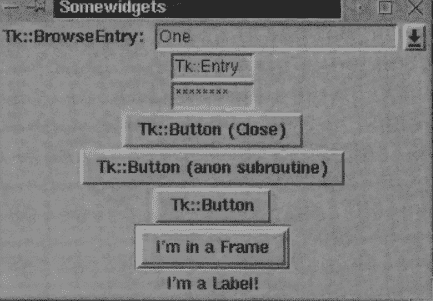 Somewidgets
Tk::BrowseEntry: One
Tk::Entry
********
Tk::Button (Close)
Tk::Button (anon subroutine)
Tk::Button
I'm in a Frame
I'm a Label!